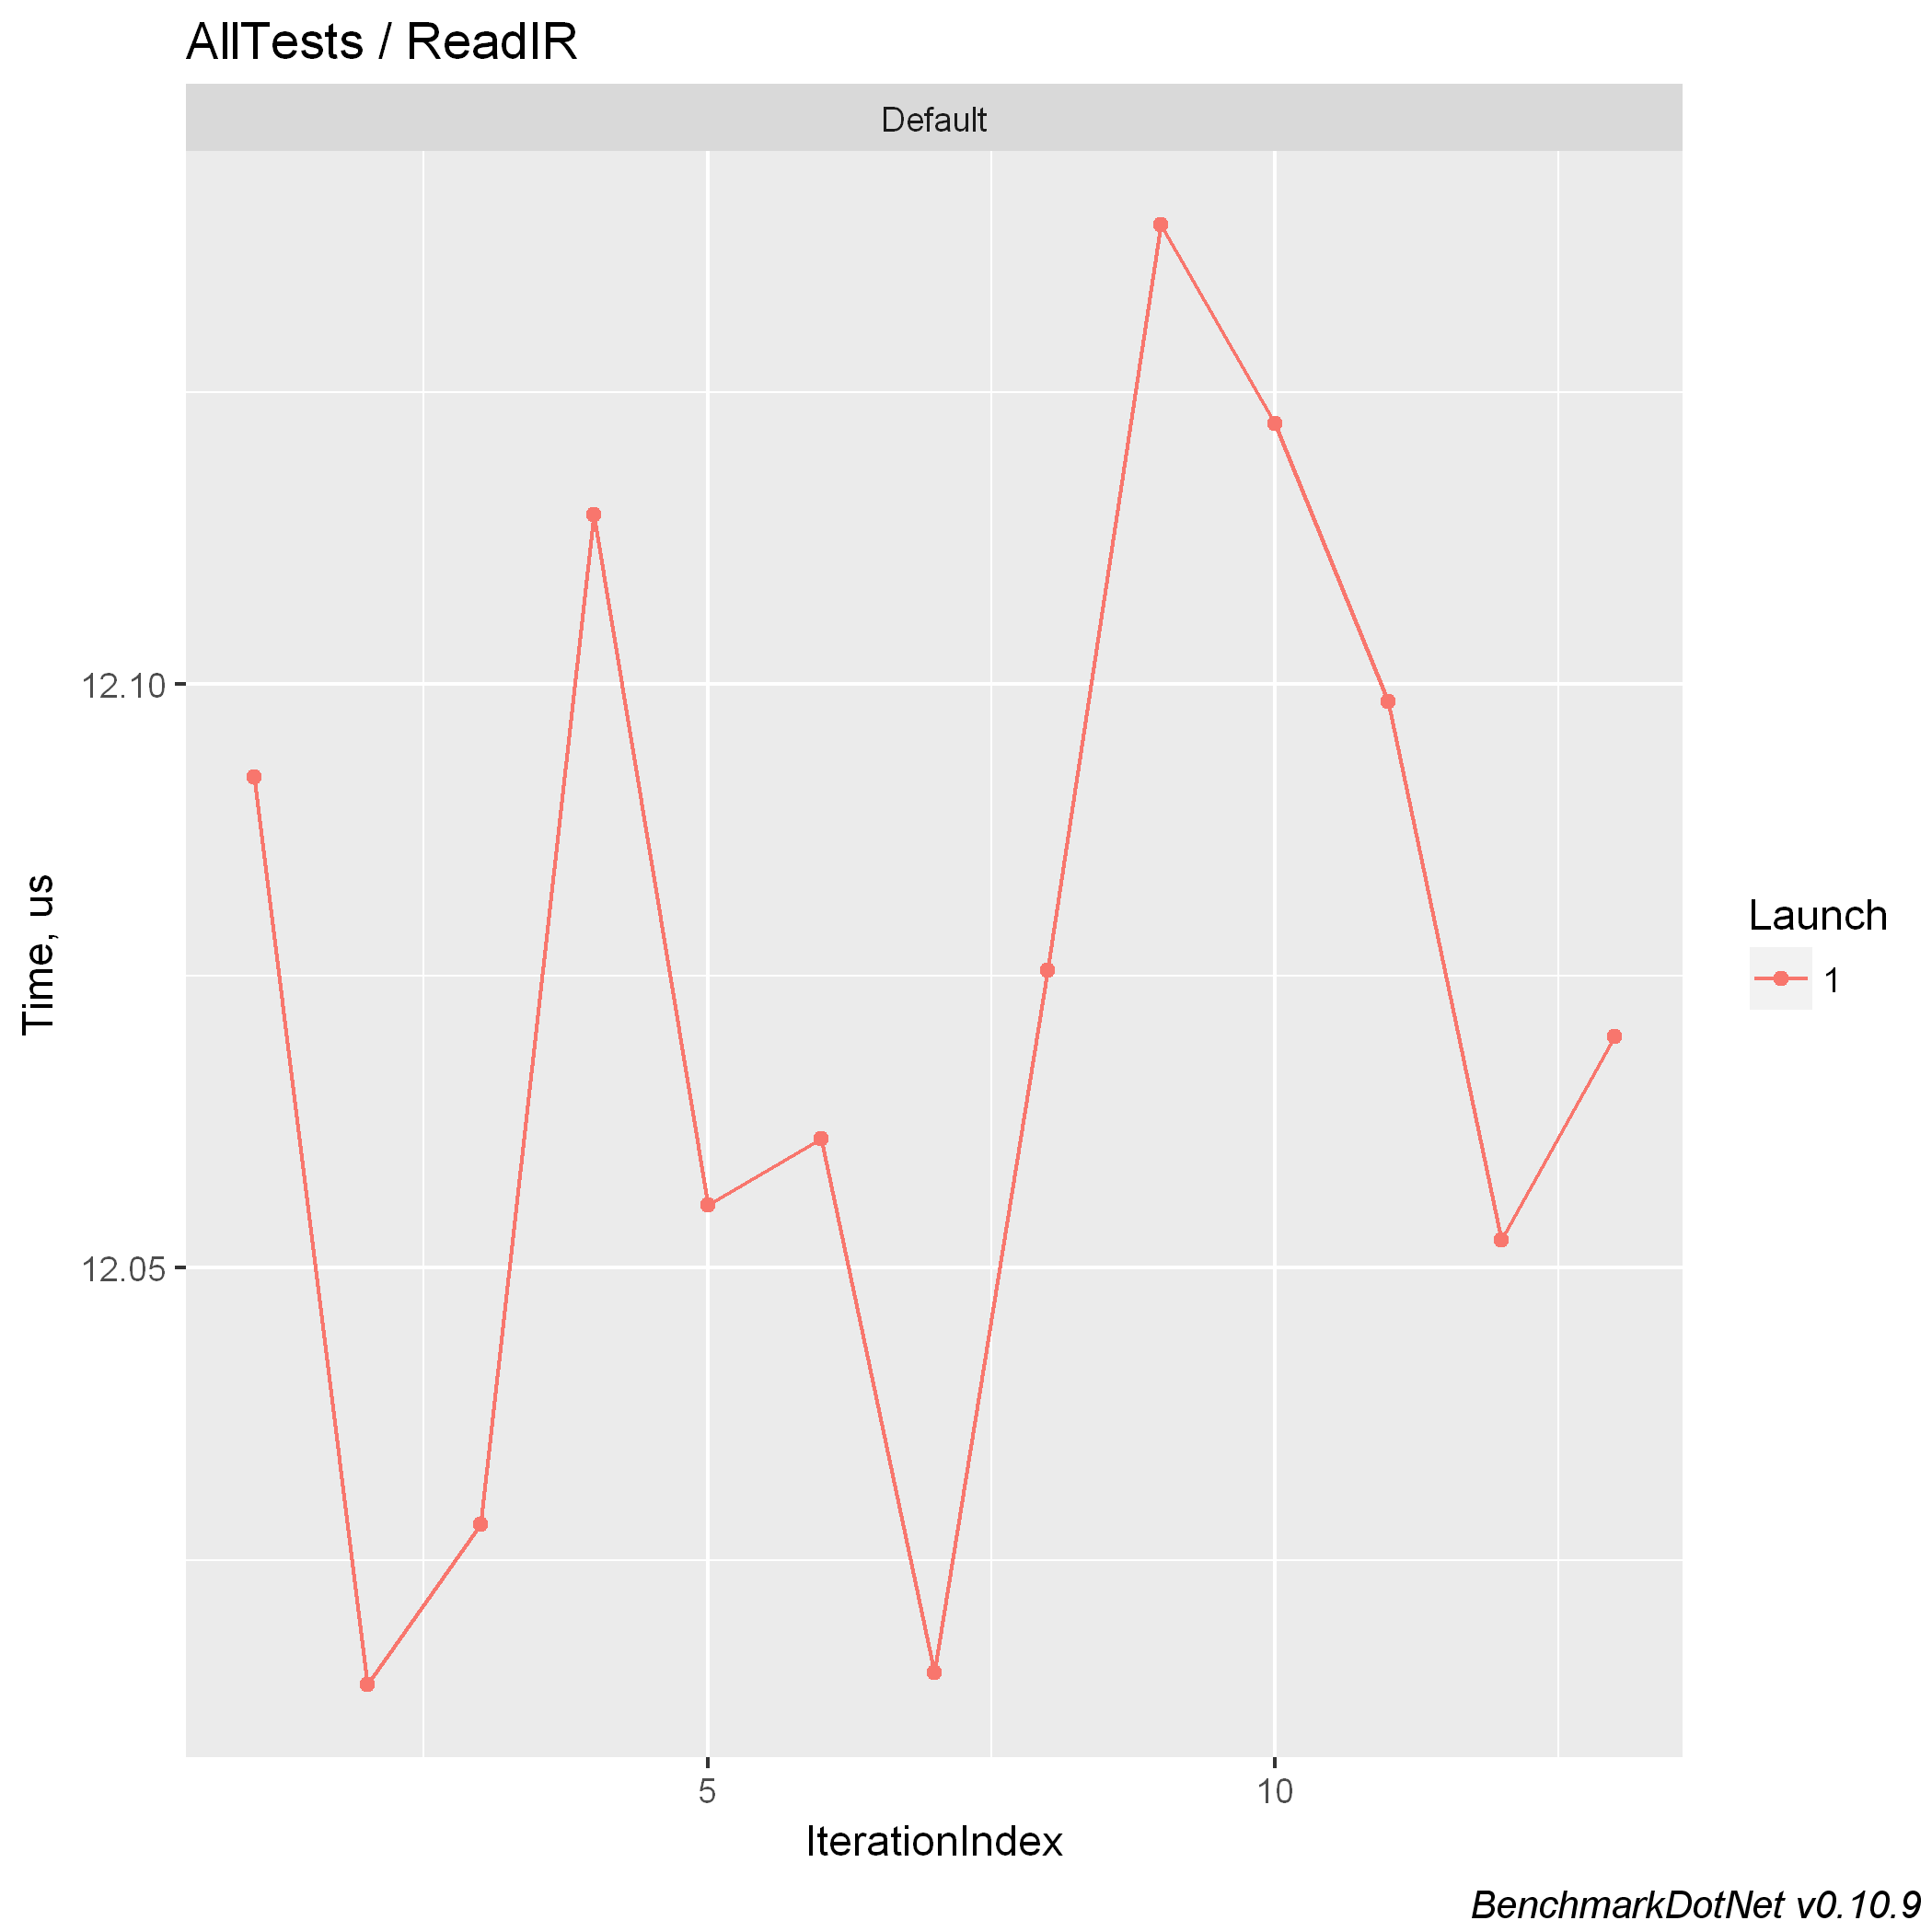 AllTests / ReadIR
Default
12.10
12.05
Time, us
5
10
IterationIndex
Launch
1
BenchmarkDotNet v0.10.9